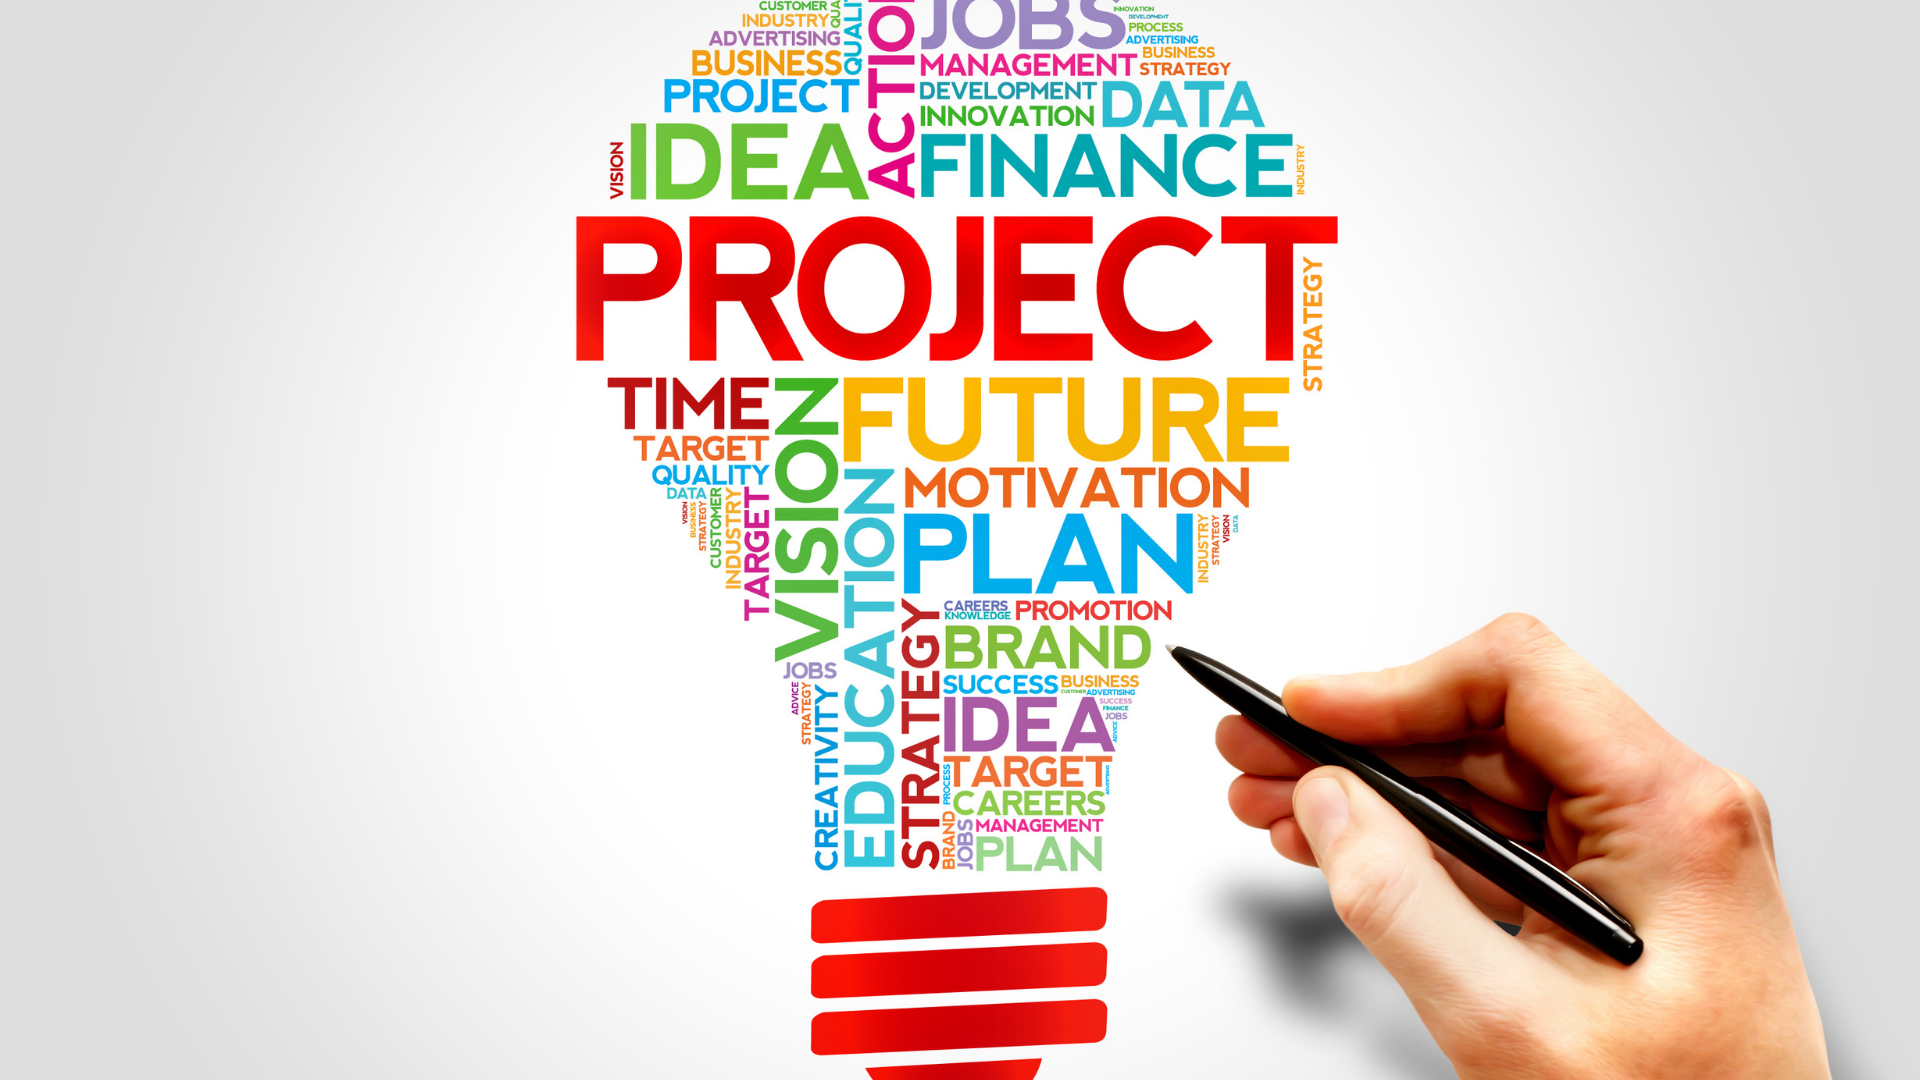 CUSTOMER
INDUSTRY
ADVERTISING
BUSINESS
PROJECT
QUALITY
ACTION
JOBS
INNOVATION
DEVELOPMENT
PROCESS
ADVERTISING
BUSINESS
MANAGEMENT
STRATEGY
DEVELOPMENT
INNOVATION
DATA
VISION
IDEA
FINANCE
INDUSTRY
PROJECT
STRATEGY
TIME
VISION
FUTURE
TARGET
QUALITY
DATA
VISION
BUSINESS
STRATEGY
CUSTOMER
INDUSTRY
TARGET
EDUCATION
MOTIVATION
PLAN
INDUSTRY
STRATEGY
VISION
DATA
STRATEGY
CAREERS
KNOWLEDGE
PROMOTION
BRAND
JOBS
ADVICE
STRATEGY
CREATIVITY
SUCCESS
BUSINESS
CUSTOMER
ADVERTISING
IDEA
SUCCESS
FINANCE
JOBS
ADVICE
PROCESS
TARGET
ADVERTISING
CAREERS
BRAND
JOBS
MANAGEMENT
PLAN